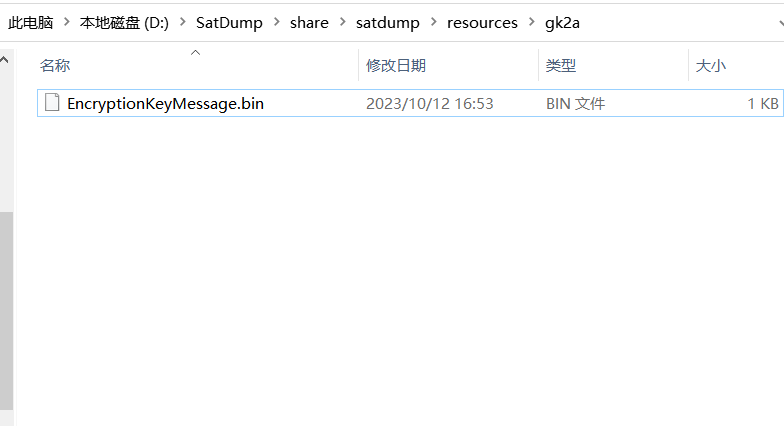 此电脑 > 本地磁盘 (D:) > SatDump > share > satdump > resources > gk2a
名称 修改日期 类型 大小
EncryptionKeyMessage.bin 2023/10/12 16:53 BIN 文件 1 KB